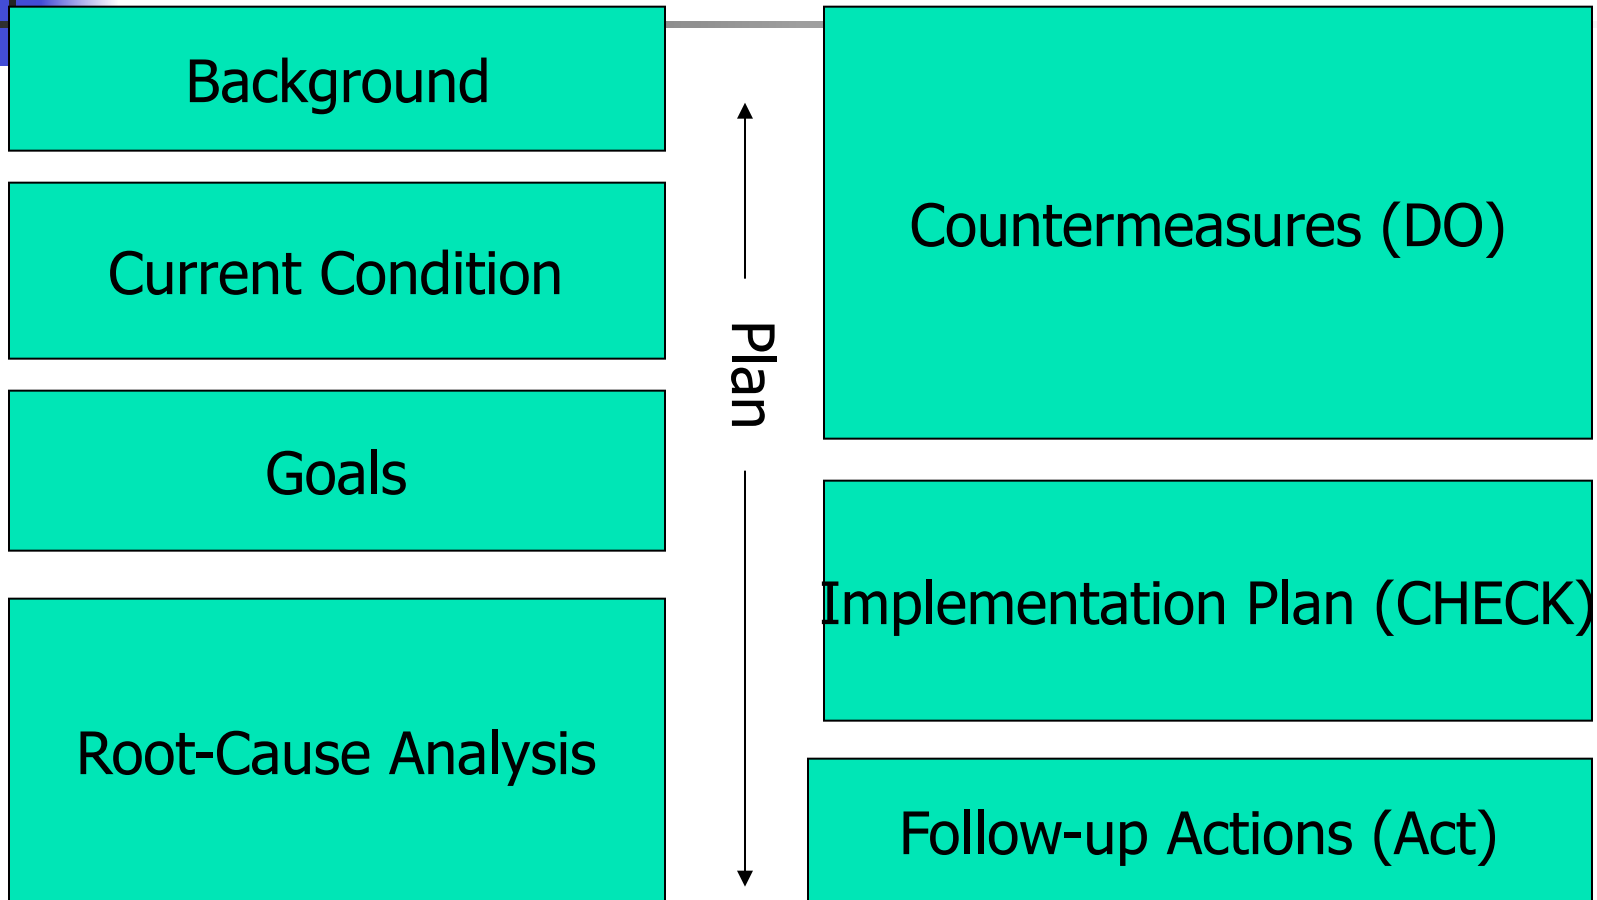 Background
Current Condition
Goals
Root-Cause Analysis
Plan
Countermeasures (DO)
Implementation Plan (CHECK)
Follow-up Actions (Act)